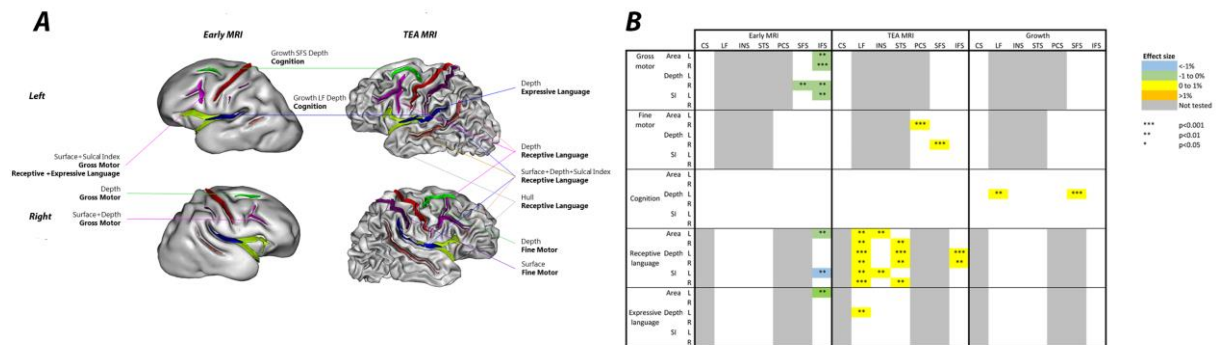 A
Early MRI
TEA MRI
Growth SFS Depth
Cognition
Left
Depth
Expressive Language
Growth LF Depth
Cognition
Surface+Sulcal Index
Gross Motor
Receptive +Expressive Language
Depth
Receptive Language
Surface+Depth+Sulcal Index
Receptive Language
Depth
Gross Motor
Hull
Receptive Language
Right
Surface+Depth
Gross Motor
Depth
Fine Motor
Surface
Fine Motor
B
Early MRI TEA MRI Growth
CS LF INS STS PCS SFS IFS CS LF INS STS PCS SFS IFS CS LF INS STS PCS SFS IFS
Gross motor Area L **
R ***
Depth L
R ** **
SI L **
R
Fine motor Area L
R ***
Depth L
R ***
SI L
R
Cognition Area L
R
Depth L ** ***
R
SI L
R
Receptive language Area L ** ** **
R ** **
Depth L *** *** ***
R ** ** **
SI L ** ** **
R *** **
Expressive language Area L **
R
Depth L **
R
SI L
R
Effect size
<-1%
-1 to 0%
0 to 1%
>1%
Not tested
*** p<0.001
** p<0.01
* p<0.05